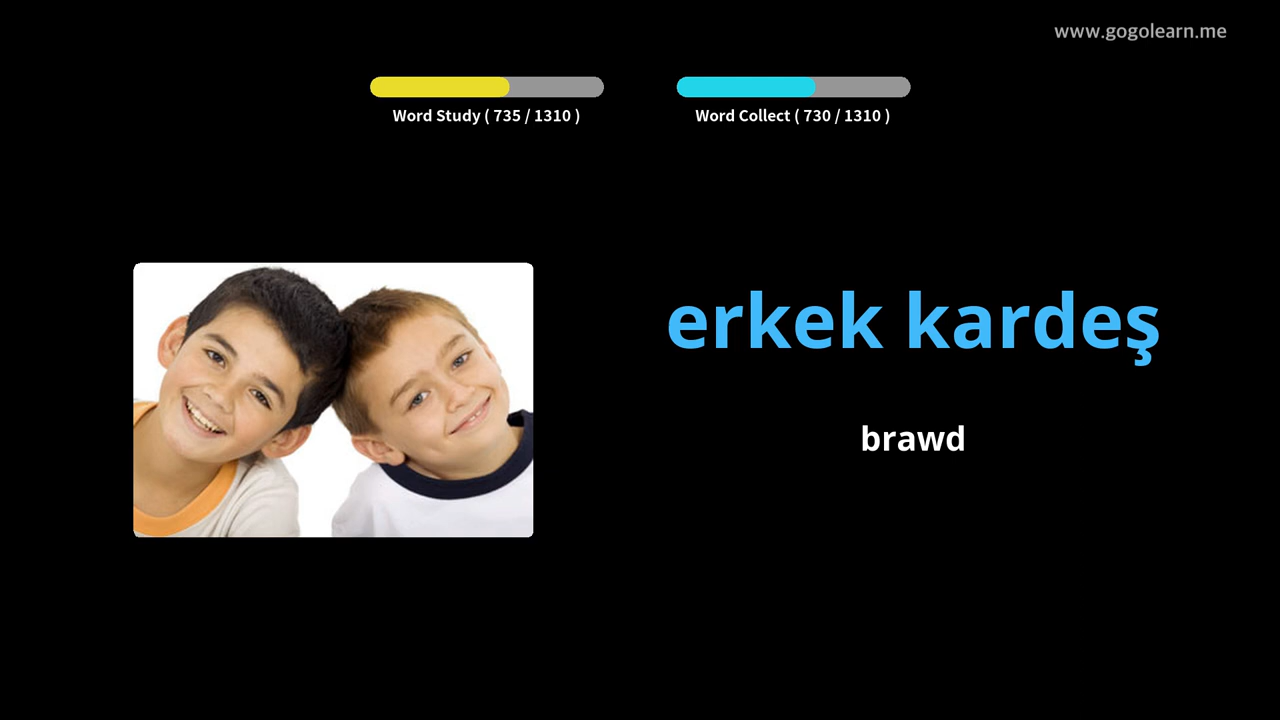 www.gogolearn.me
Word Study ( 735 / 1310 )
Word Collect ( 730 / 1310 )
erkek kardeş
brawd